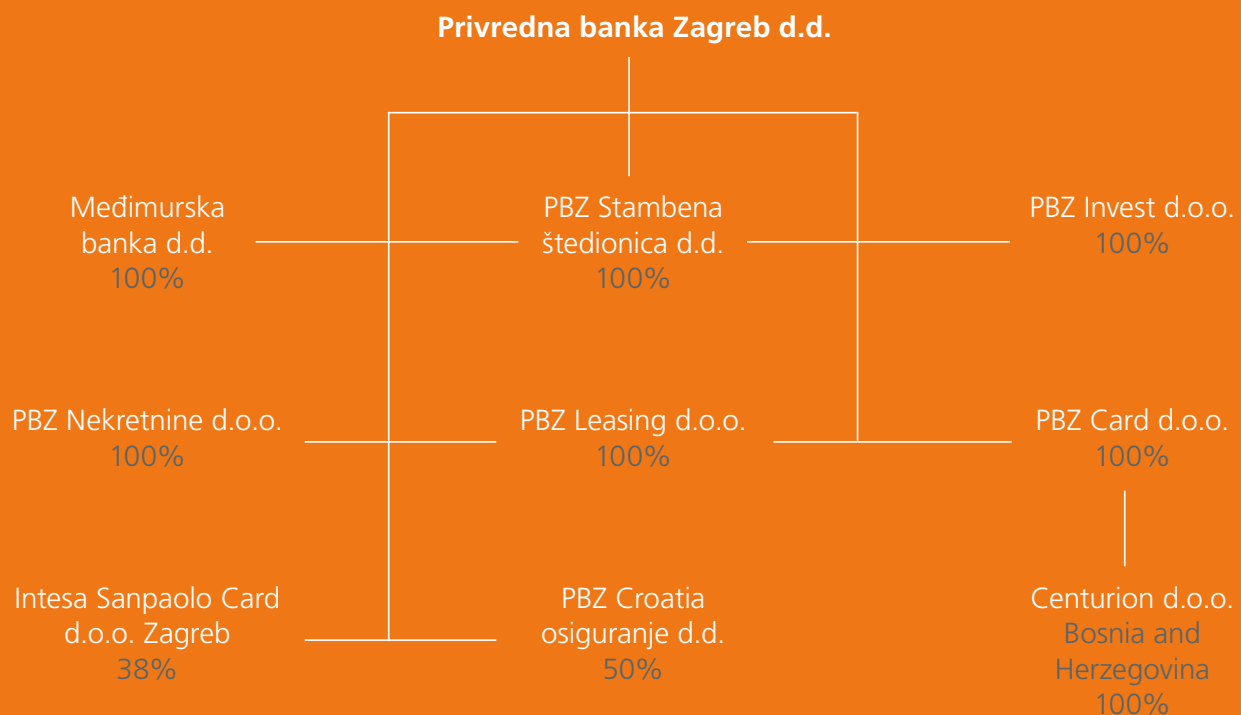 Privredna banka Zagreb d.d.
Međimurska
banka d.d.
100%
PBZ Stambena
štedionica d.d.
100%
PBZ Invest d.o.o.
100%
PBZ Nekretnine d.o.o.
100%
PBZ Leasing d.o.o.
100%
PBZ Card d.o.o.
100%
Intesa Sanpaolo Card
d.o.o. Zagreb
38%
PBZ Croatia
osiguranje d.d.
50%
Centurion d.o.o.
Bosnia and
Herzegovina
100%